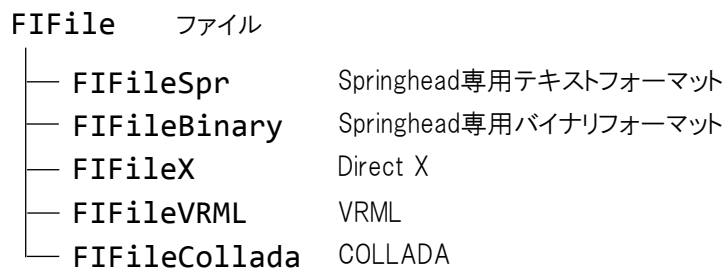 FIFile ファイル
FIFileSpr Springhead専用テキストフォーマット
FIFileBinary Springhead専用バイナリフォーマット
FIFileX Direct X
FIFileVRML VRML
FIFileCollada COLLADA